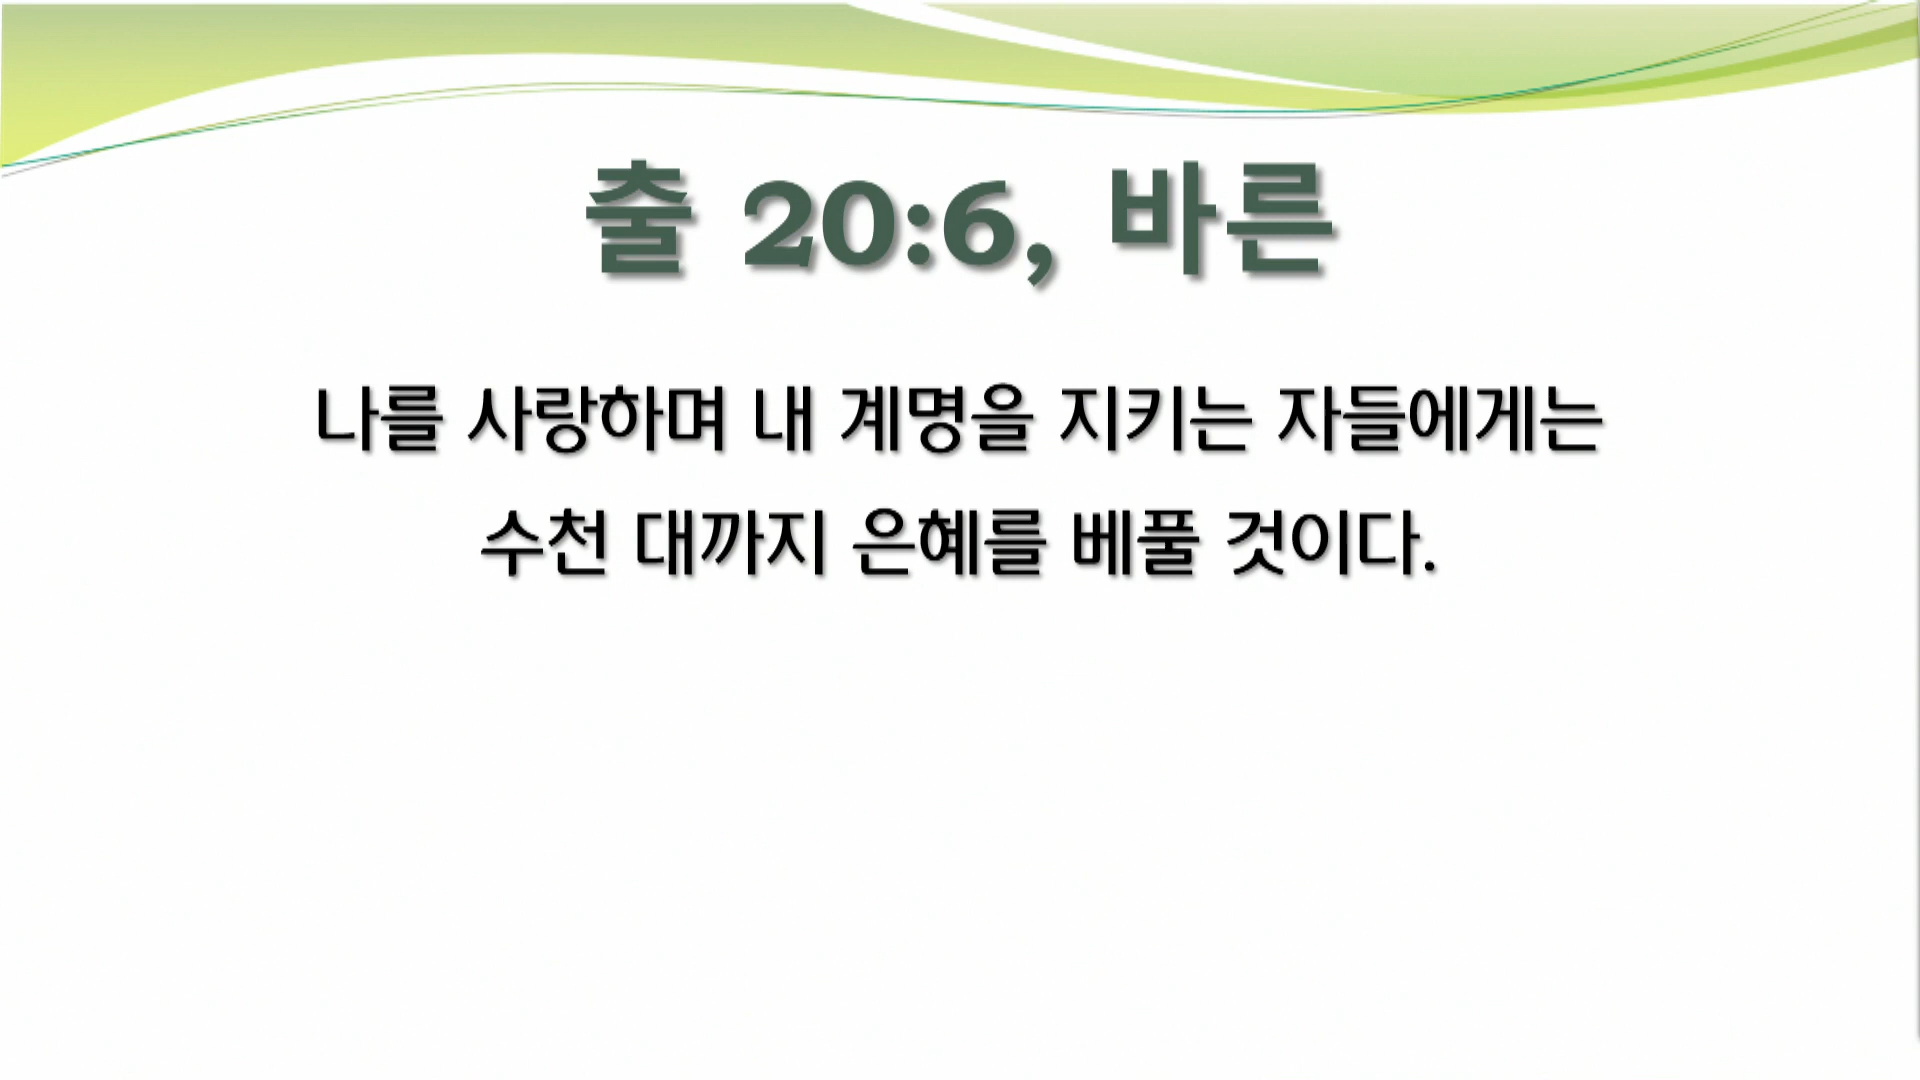 출 20:6, 바른
나를 사랑하며 내 계명을 지키는 자들에게는
수천 대까지 은혜를 베풀 것이다.